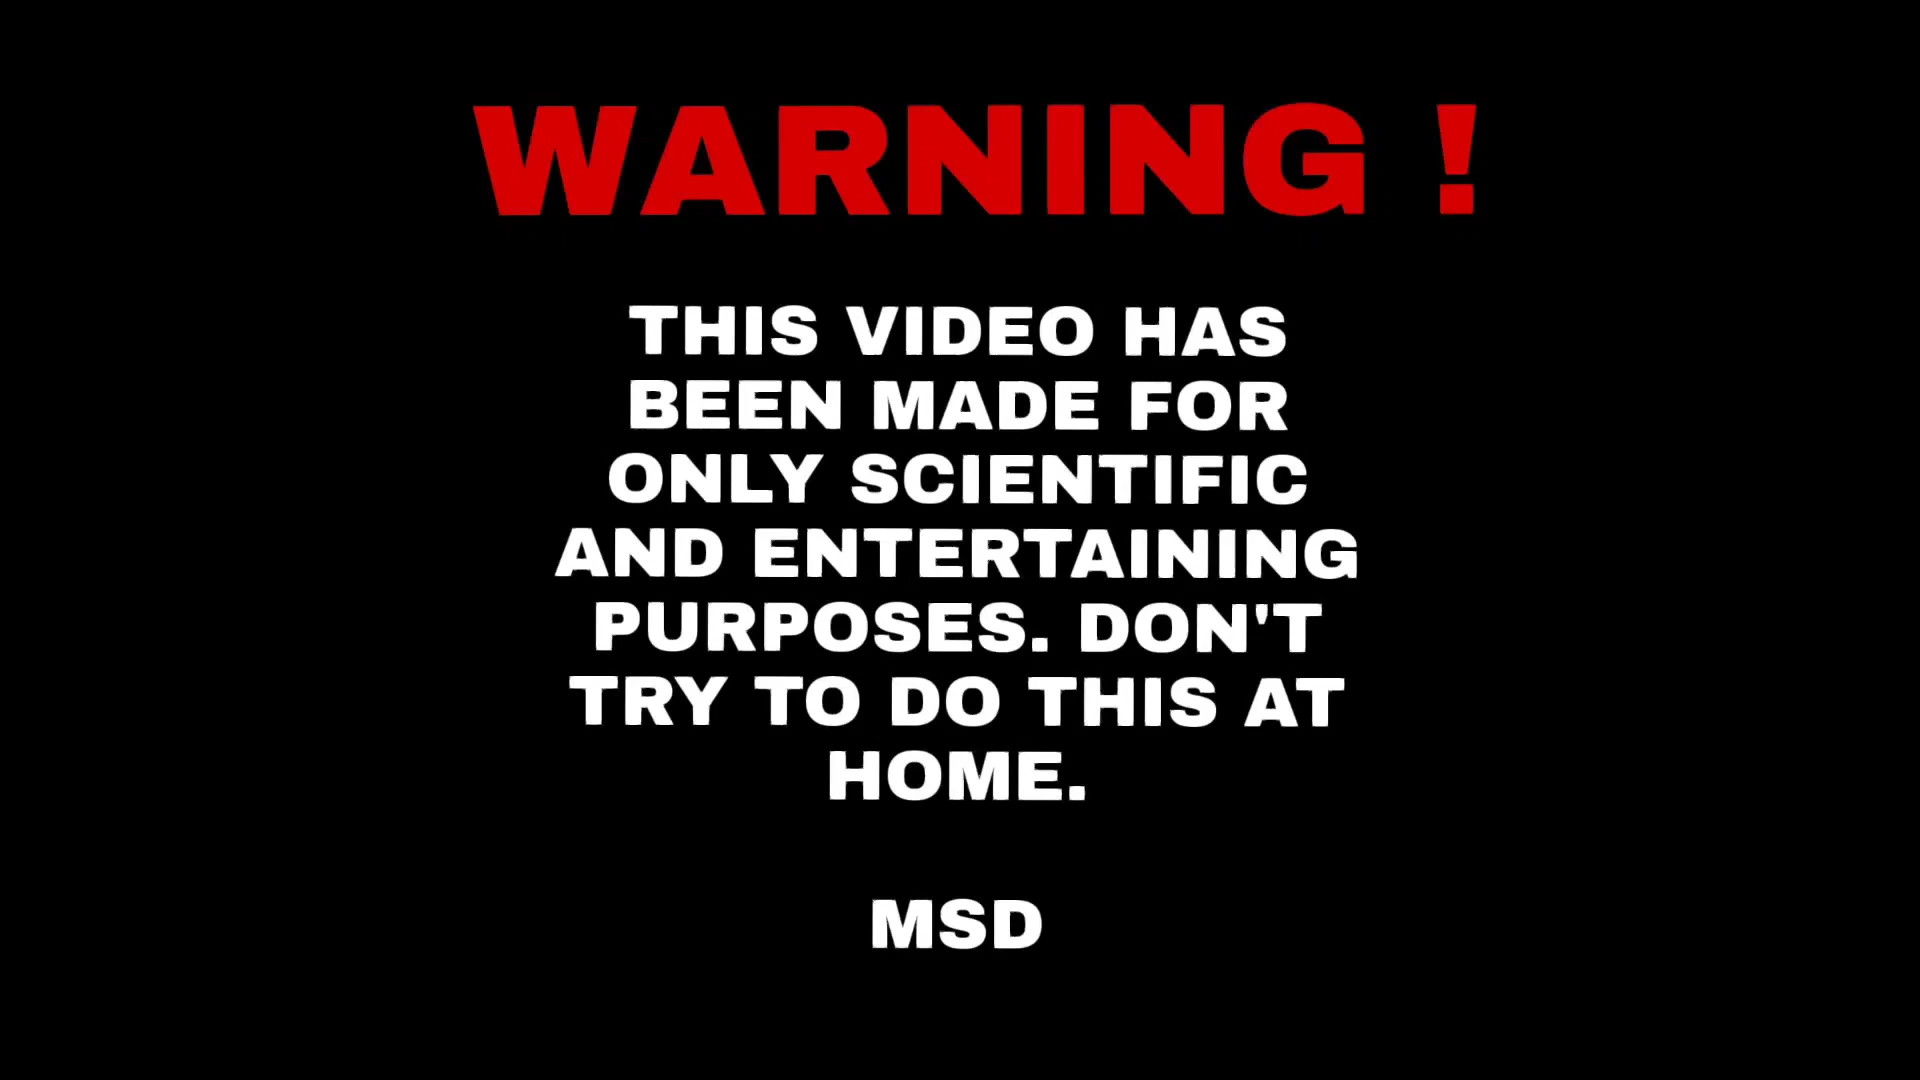 WARNING !
THIS VIDEO HAS
BEEN MADE FOR
ONLY SCIENTIFIC
AND ENTERTAINING
PURPOSES. DON'T
TRY TO DO THIS AT
HOME.
MSD